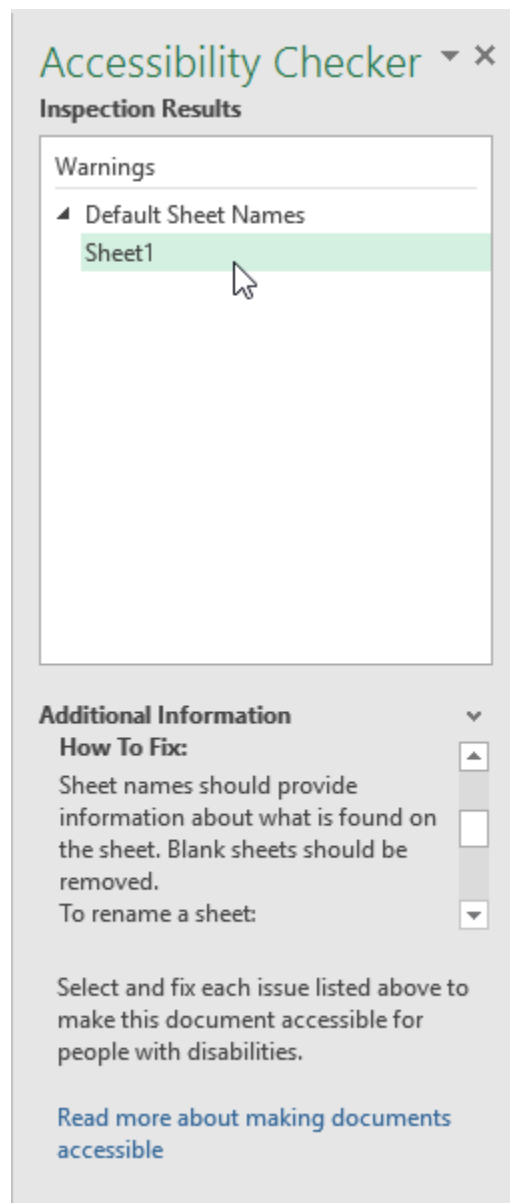 Accessibility Checker
Inspection Results
Warnings
Default Sheet Names
Sheet1
Additional Information
How To Fix:
Sheet names should provide
information about what is found on
the sheet. Blank sheets should be
removed.
To rename a sheet:
Select and fix each issue listed above to
make this document accessible for
people with disabilities.
Read more about making documents
accessible